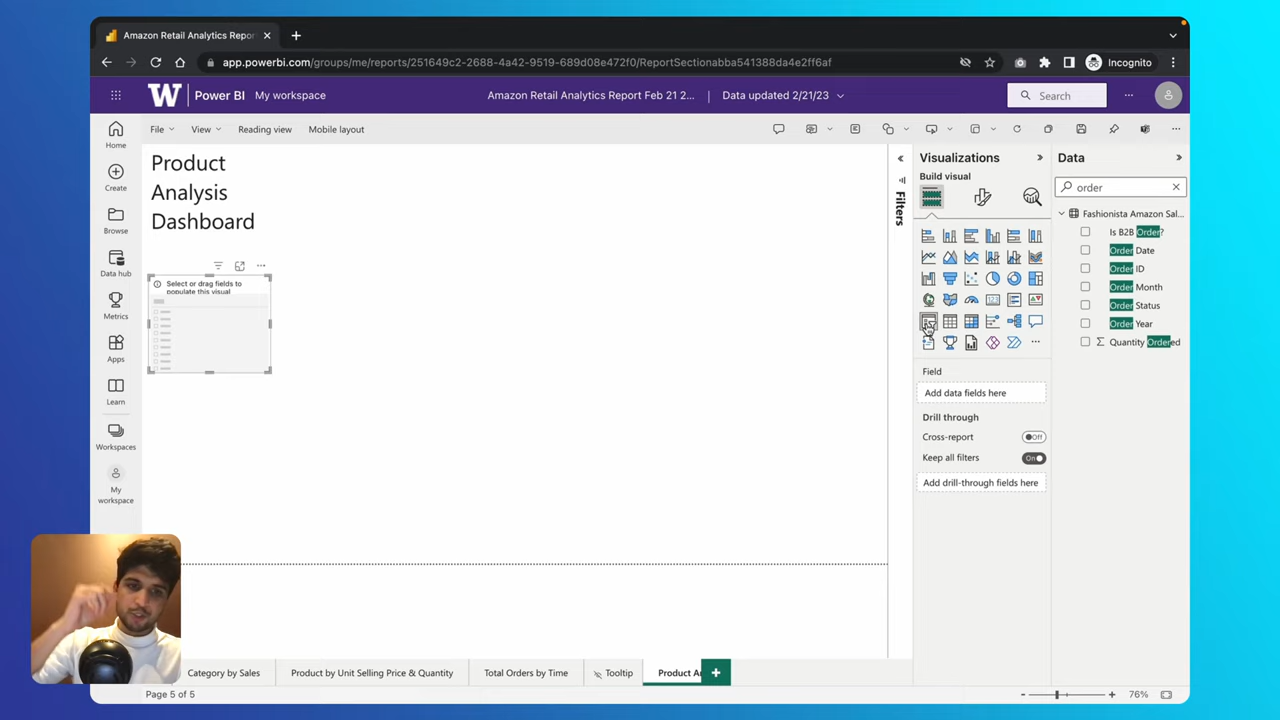 Amazon Retail Analytics Repor
app.powerbi.com/groups/me/reports/251649c2-2688-4a42-9519-689d08e472f0/ReportSectionabba541388da4e2ff6af
Incognito
W Power BI My workspace
Amazon Retail Analytics Report Feb 21 2... | Data updated 2/21/23
Search
File View Reading view Mobile layout
Home
Create
Browse
Data hub
Metrics
Apps
Learn
Workspaces
My
workspace
Product
Analysis
Dashboard
Select or drag fields to
populate this visual
Filters
Visualizations
Build visual
Field
Add data fields here
Drill through
Cross-report Off
Keep all filters On
Add drill-through fields here
Data
order
Fashionista Amazon Sal...
Is B2B Order?
Order Date
Order ID
Order Month
Order Status
Order Year
Σ Quantity Ordered
Category by Sales Product by Unit Selling Price & Quantity Total Orders by Time Tooltip Product An
Page 5 of 5
- + 76%